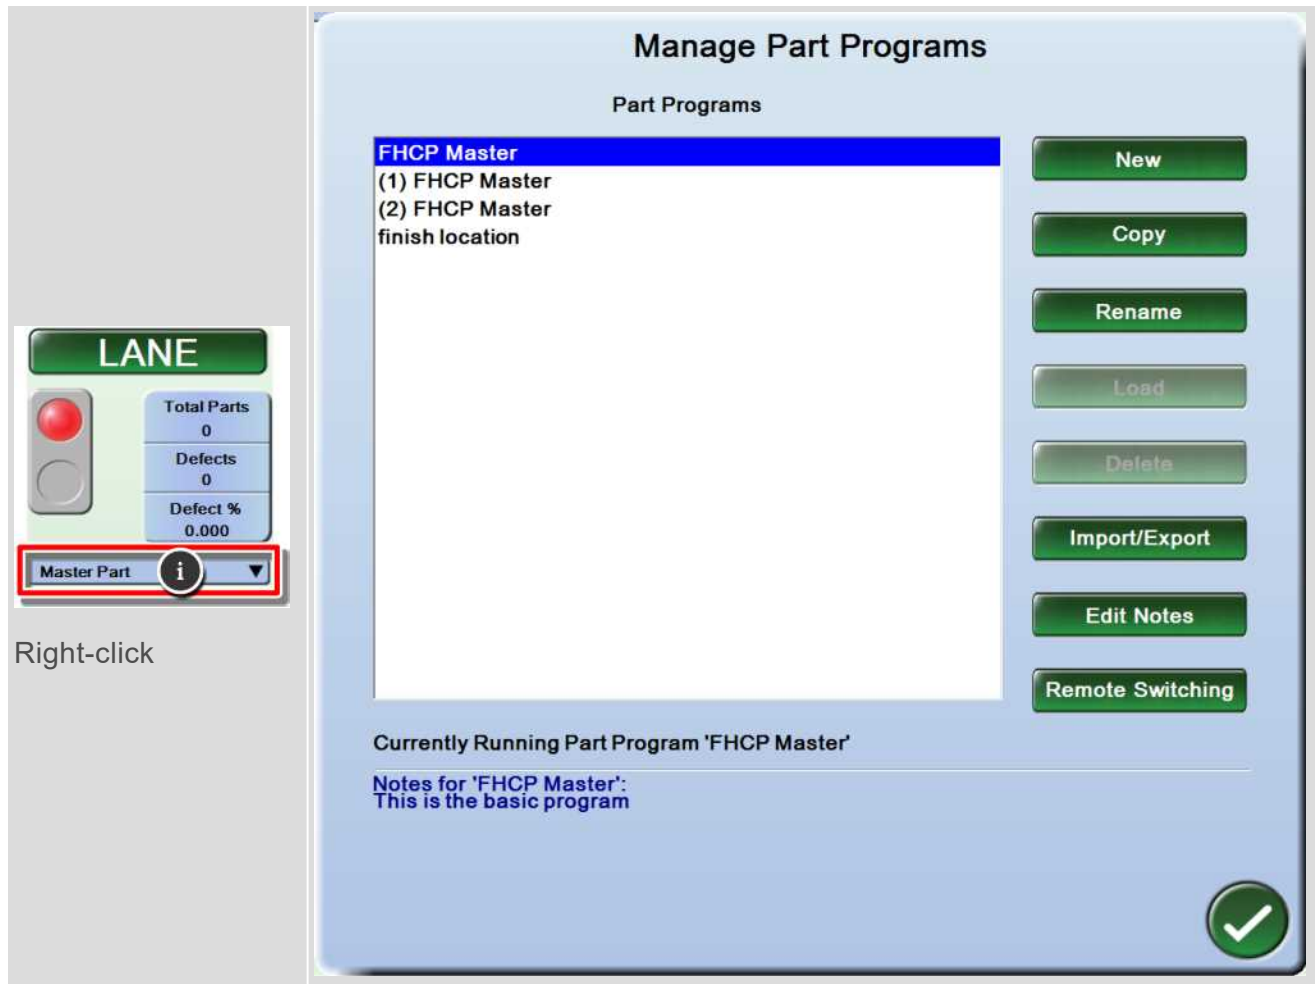 LANE
Total Parts
0
Defects
0
Defect %
0.000
Master Part i ▼
Right-click
Manage Part Programs
Part Programs
FHCP Master
(1) FHCP Master
(2) FHCP Master
finish location
New
Copy
Rename
Load
Delete
Import/Export
Edit Notes
Remote Switching
Currently Running Part Program 'FHCP Master'
Notes for 'FHCP Master':
This is the basic program